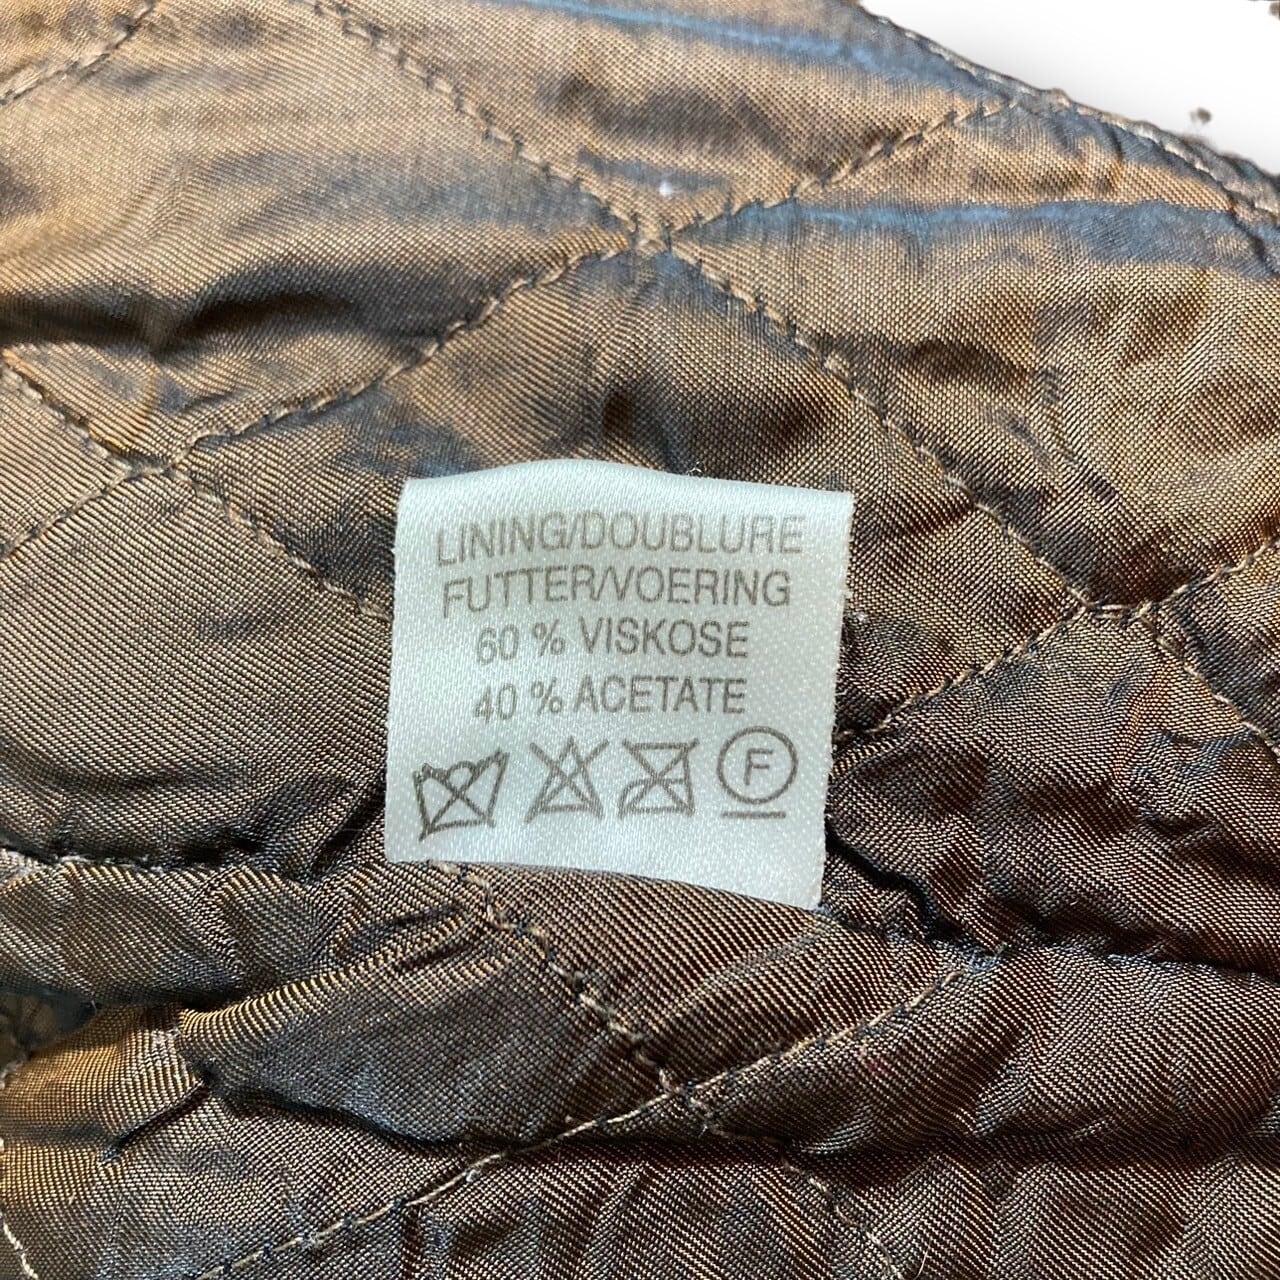 LINING/DOUBLURE
FUTTER/VOERING
60 % VISKOSE
40 % ACETATE
F